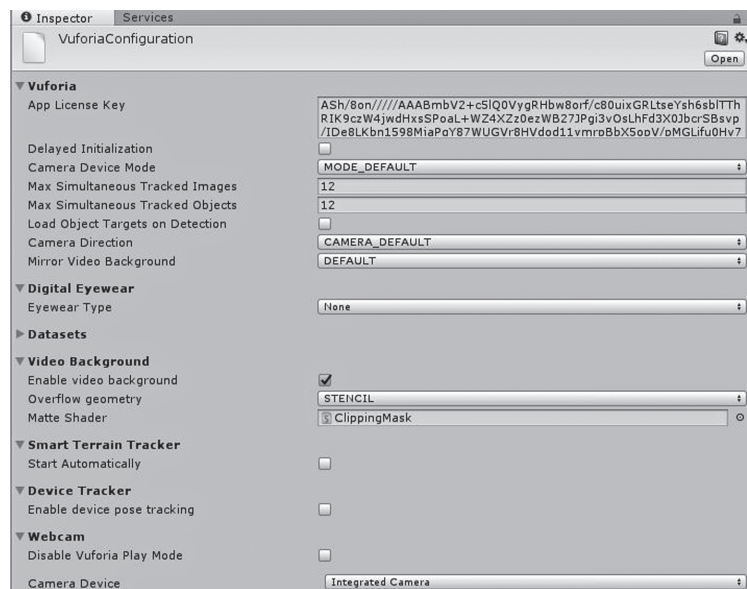 Inspector Services
VuforiaConfiguration
Open
Vuforia
App License Key
ASh/8on/////AAABmbV2+c5lQ0VygRHbw8orf/c80uixGRLtseYsh6sblTTh
RIK9czW4jwdHxsSPoaL+WZ4XZz0ezWB27JPgi3vOsLhFd3X0JbcrSBsvp
/IDe8LKbn1598MiaPqY87WUGVr8HVdod11vmrpBbX5opV/pMGLifu0Hv7
Delayed Initialization
Camera Device Mode MODE_DEFAULT
Max Simultaneous Tracked Images 12
Max Simultaneous Tracked Objects 12
Load Object Targets on Detection
Camera Direction CAMERA_DEFAULT
Mirror Video Background DEFAULT
Digital Eyewear
Eyewear Type None
Datasets
Video Background
Enable video background
Overflow geometry STENCIL
Matte Shader ClippingMask
Smart Terrain Tracker
Start Automatically
Device Tracker
Enable device pose tracking
Webcam
Disable Vuforia Play Mode
Camera Device Integrated Camera